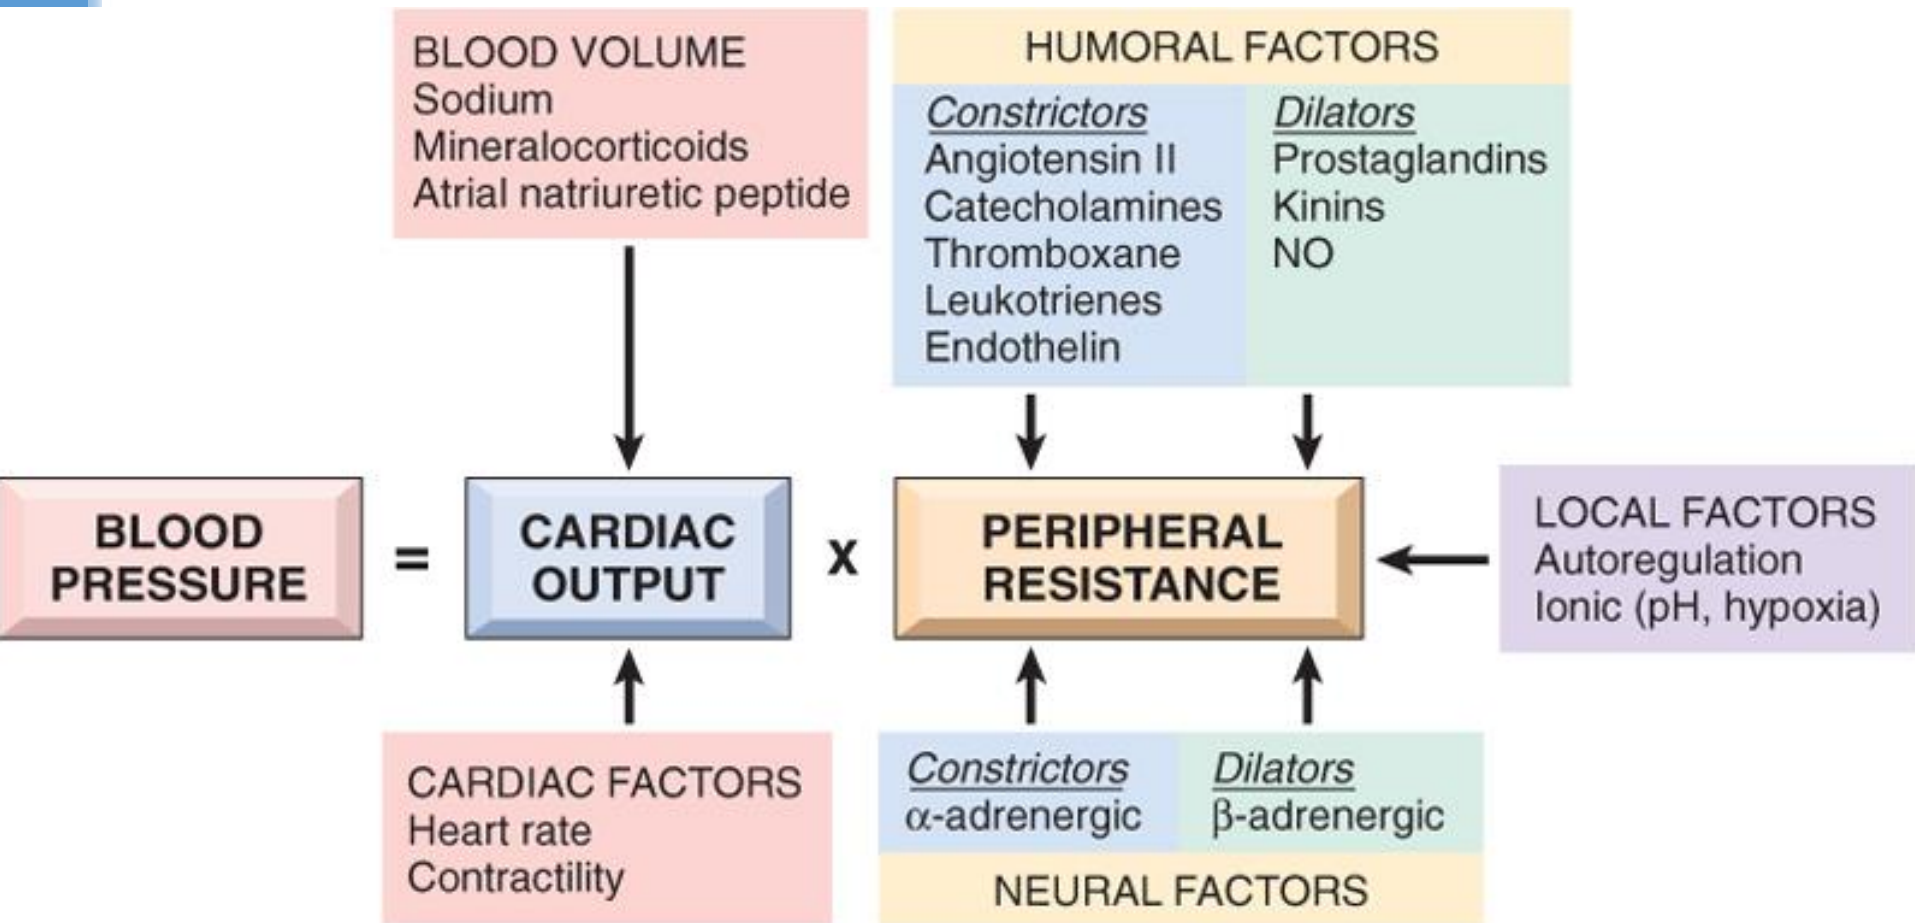 BLOOD VOLUME
Sodium
Mineralocorticoids
Atrial natriuretic peptide
HUMORAL FACTORS
Constrictors
Angiotensin II
Catecholamines
Thromboxane
Leukotrienes
Endothelin
Dilators
Prostaglandins
Kinins
NO
BLOOD
PRESSURE
=
CARDIAC
OUTPUT
X
PERIPHERAL
RESISTANCE
LOCAL FACTORS
Autoregulation
Ionic (pH, hypoxia)
CARDIAC FACTORS
Heart rate
Contractility
Constrictors
α-adrenergic
Dilators
β-adrenergic
NEURAL FACTORS